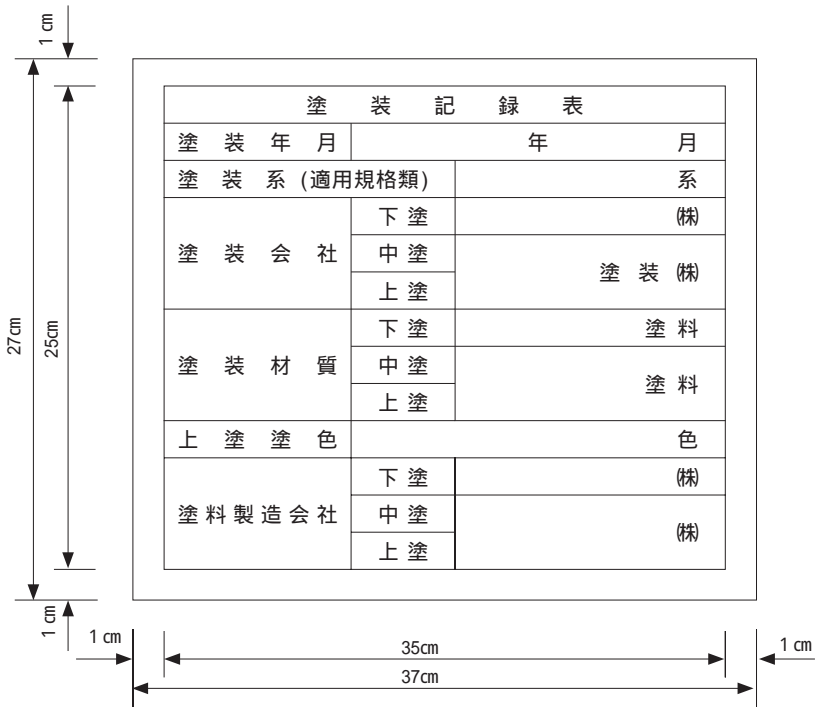 1 cm
塗装記録表
塗装年月 年 月
塗装系(適用規格類) 系
塗装会社 下塗 ㈱
中塗 塗装㈱
上塗
塗装材質 下塗 塗料
中塗 塗料
上塗
上塗塗色 色
塗料製造会社 下塗 ㈱
中塗 ㈱
上塗
27cm
25cm
1 cm
1 cm
35cm
1 cm
37cm